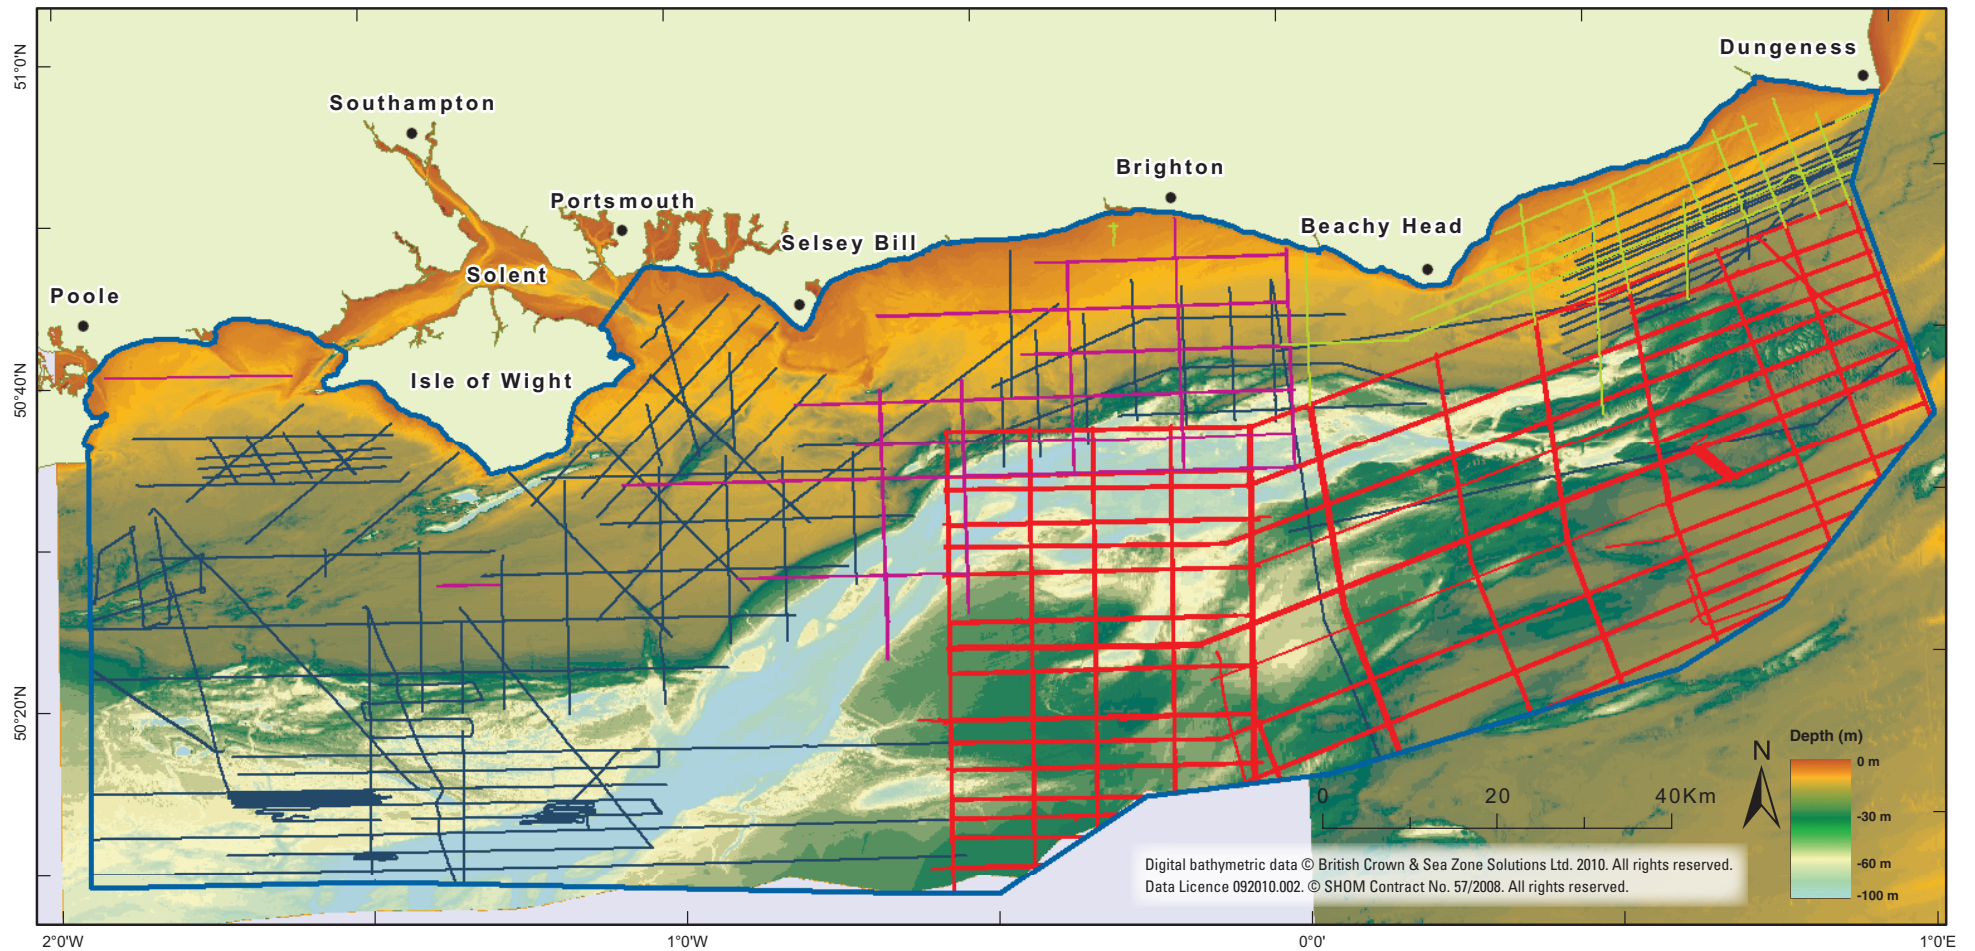 Dungeness
51°0'N
Southampton
Brighton
Portsmouth
Beachy Head
Selsey Bill
Solent
Poole
Isle of Wight
50°40'N
50°20'N
N
Depth (m)
0 m
-30 m
-60 m
-100 m
0 20 40Km
Digital bathymetric data © British Crown & Sea Zone Solutions Ltd. 2010. All rights reserved.
Data Licence 092010.002. © SHOM Contract No. 57/2008. All rights reserved.
2°0'W 1°0'W 0°0' 1°0'E